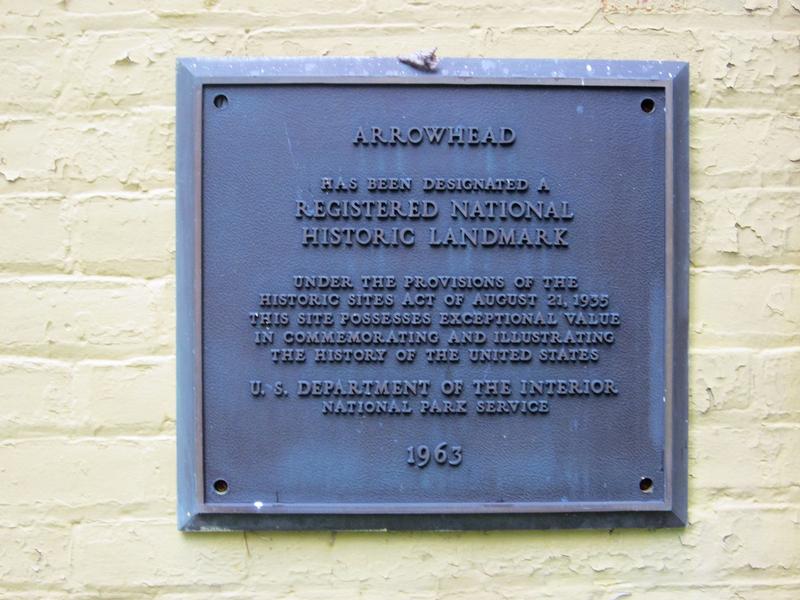 ARROWHEAD
HAS BEEN DESIGNATED A
REGISTERED NATIONAL
HISTORIC LANDMARK
UNDER THE PROVISIONS OF THE
HISTORIC SITES ACT OF AUGUST 21, 1935
THIS SITE POSSESSES EXCEPTIONAL VALUE
IN COMMEMORATING AND ILLUSTRATING
THE HISTORY OF THE UNITED STATES
U. S. DEPARTMENT OF THE INTERIOR
NATIONAL PARK SERVICE
1963